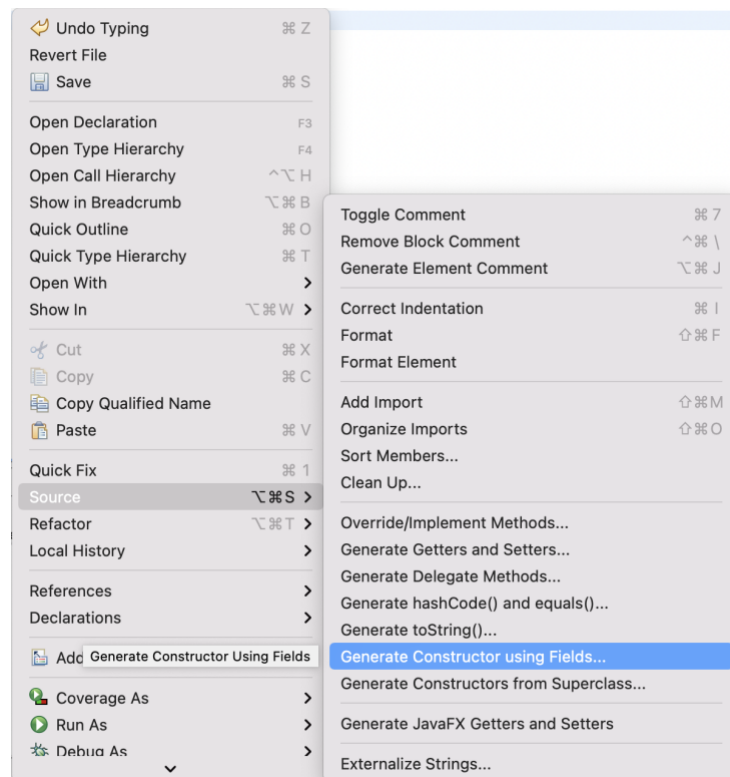 Undo Typing ⌘ Z
Revert File
Save ⌘ S
Open Declaration F3
Open Type Hierarchy F4
Open Call Hierarchy ^⌥ H
Show in Breadcrumb ⌥⌘ B
Quick Outline ⌘ O
Quick Type Hierarchy ⌘ T
Open With
Show In ⌥⌘ W
Cut ⌘ X
Copy ⌘ C
Copy Qualified Name
Paste ⌘ V
Quick Fix ⌘ 1
Source ⌥⌘ S
Refactor ⌥⌘ T
Local History
References
Declarations
Add
Generate Constructor Using Fields
Coverage As
Run As
Debug As
Toggle Comment ⌘ 7
Remove Block Comment ^⌘ \
Generate Element Comment ⌥⌘ J
Correct Indentation ⌘ I
Format ⇧⌘ F
Format Element
Add Import ⇧⌘ M
Organize Imports ⇧⌘ O
Sort Members...
Clean Up...
Override/Implement Methods...
Generate Getters and Setters...
Generate Delegate Methods...
Generate hashCode() and equals()...
Generate toString()...
Generate Constructor using Fields...
Generate Constructors from Superclass...
Generate JavaFX Getters and Setters
Externalize Strings...